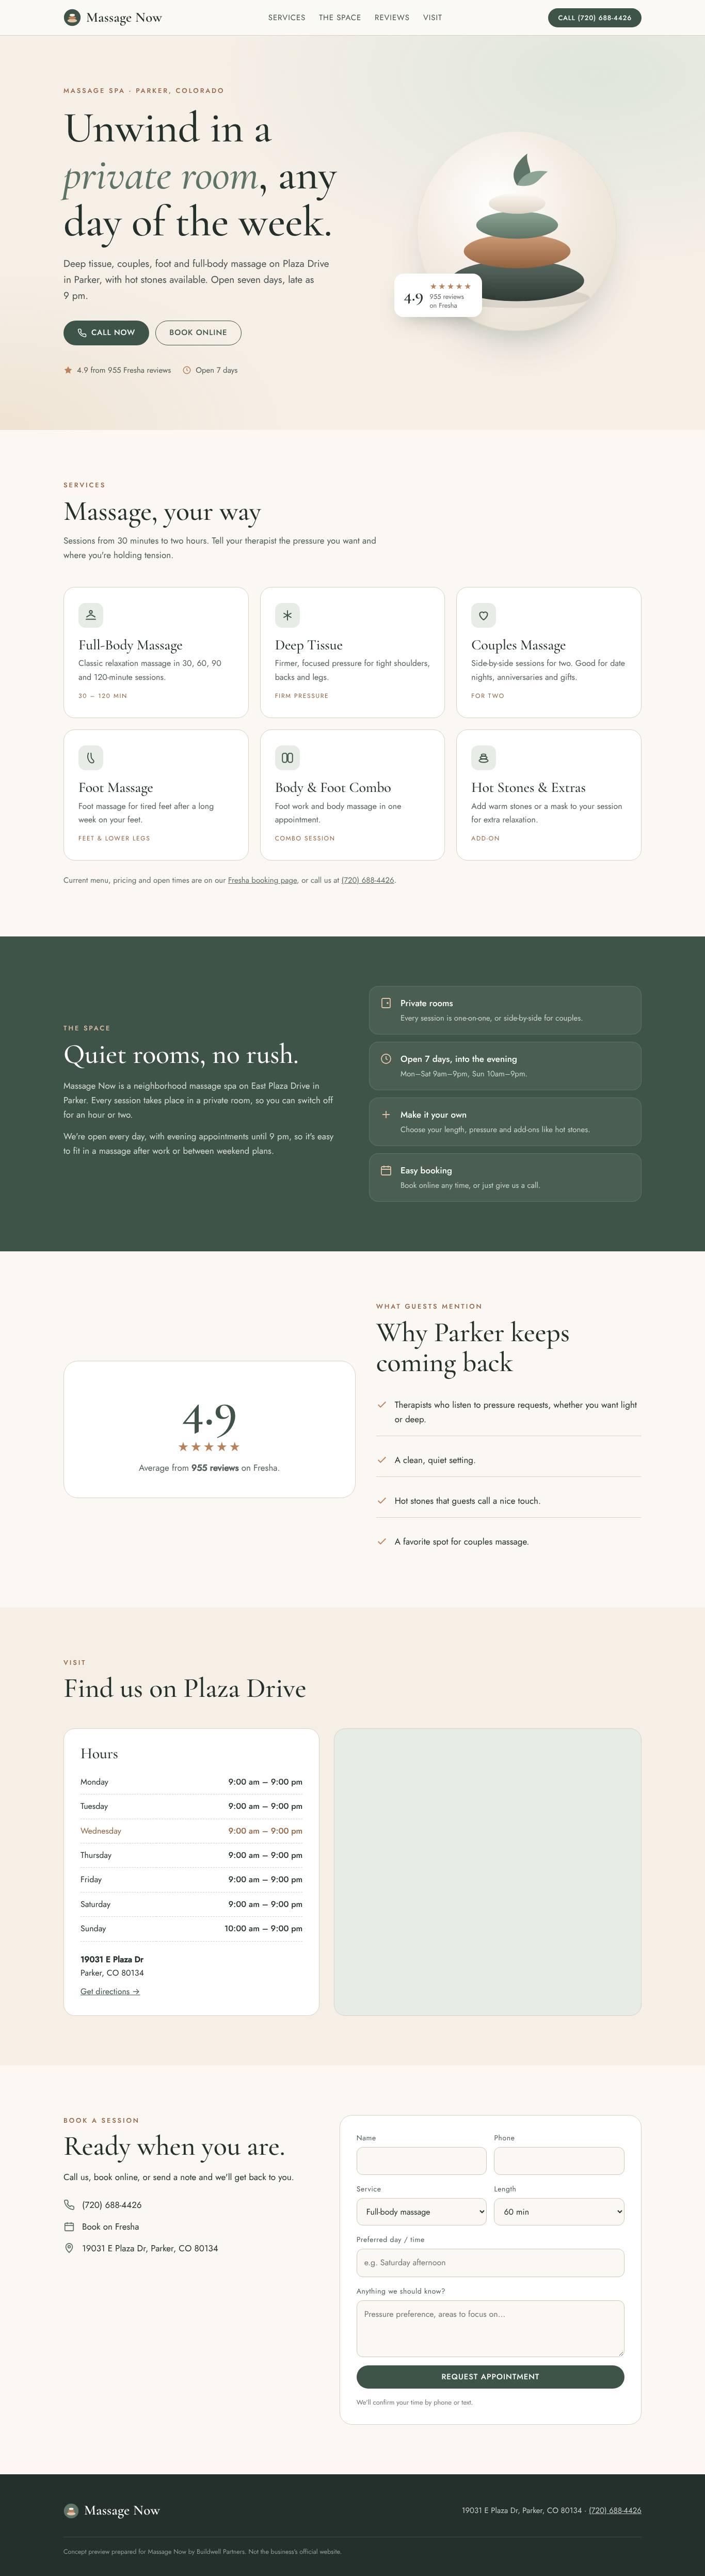 Massage Now
SERVICES
THE SPACE
REVIEWS
VISIT
CALL (720) 688-4426
MASSAGE SPA · PARKER, COLORADO
Unwind in a
private room, any
day of the week.
Deep tissue, couples, foot and full-body massage on Plaza Drive
in Parker, with hot stones available. Open seven days, late as
9 pm.
CALL NOW
BOOK ONLINE
4.9 from 955 Fresha reviews
Open 7 days
4.9
★★★★★
955 reviews
on Fresha
SERVICES
Massage, your way
Sessions from 30 minutes to two hours. Tell your therapist the pressure you want and
where you're holding tension.
Full-Body Massage
Classic relaxation massage in 30, 60, 90
and 120-minute sessions.
30 – 120 MIN
Deep Tissue
Firmer, focused pressure for tight shoulders,
backs and legs.
FIRM PRESSURE
Couples Massage
Side-by-side sessions for two. Good for date
nights, anniversaries and gifts.
FOR TWO
Foot Massage
Foot massage for tired feet after a long
week on your feet.
FEET & LOWER LEGS
Body & Foot Combo
Foot work and body massage in one
appointment.
COMBO SESSION
Hot Stones & Extras
Add warm stones or a mask to your session
for extra relaxation.
ADD-ON
Current menu, pricing and open times are on our Fresha booking page, or call us at (720) 688-4426.
THE SPACE
Quiet rooms, no rush.
Massage Now is a neighborhood massage spa on East Plaza Drive in
Parker. Every session takes place in a private room, so you can switch off
for an hour or two.
We're open every day, with evening appointments until 9 pm, so it's easy
to fit in a massage after work or between weekend plans.
Private rooms
Every session is one-on-one, or side-by-side for couples.
Open 7 days, into the evening
Mon–Sat 9am–9pm, Sun 10am–9pm.
Make it your own
Choose your length, pressure and add-ons like hot stones.
Easy booking
Book online any time, or just give us a call.
4.9
★★★★★
Average from 955 reviews on Fresha.
WHAT GUESTS MENTION
Why Parker keeps
coming back
Therapists who listen to pressure requests, whether you want light
or deep.
A clean, quiet setting.
Hot stones that guests call a nice touch.
A favorite spot for couples massage.
VISIT
Find us on Plaza Drive
Hours
Monday 9:00 am – 9:00 pm
Tuesday 9:00 am – 9:00 pm
Wednesday 9:00 am – 9:00 pm
Thursday 9:00 am – 9:00 pm
Friday 9:00 am – 9:00 pm
Saturday 9:00 am – 9:00 pm
Sunday 10:00 am – 9:00 pm
19031 E Plaza Dr
Parker, CO 80134
Get directions →
BOOK A SESSION
Ready when you are.
Call us, book online, or send a note and we'll get back to you.
(720) 688-4426
Book on Fresha
19031 E Plaza Dr, Parker, CO 80134
Name
Phone
Service
Length
Full-body massage
60 min
Preferred day / time
e.g. Saturday afternoon
Anything we should know?
Pressure preference, areas to focus on…
REQUEST APPOINTMENT
We'll confirm your time by phone or text.
Massage Now
19031 E Plaza Dr, Parker, CO 80134 · (720) 688-4426
Concept preview prepared for Massage Now by Buildwell Partners. Not the business's official website.